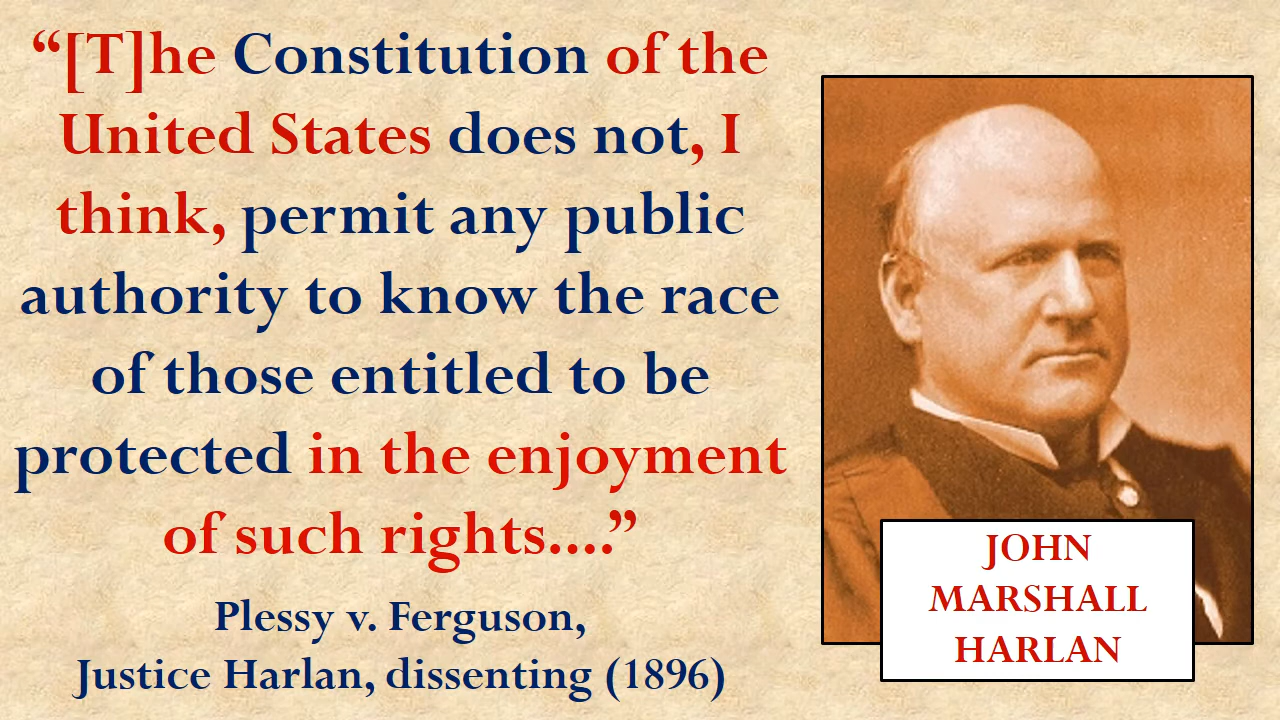 “[T]he Constitution of the
United States does not, I
think, permit any public
authority to know the race
of those entitled to be
protected in the enjoyment
of such rights....”
Plessy v. Ferguson,
Justice Harlan, dissenting (1896)
JOHN
MARSHALL
HARLAN